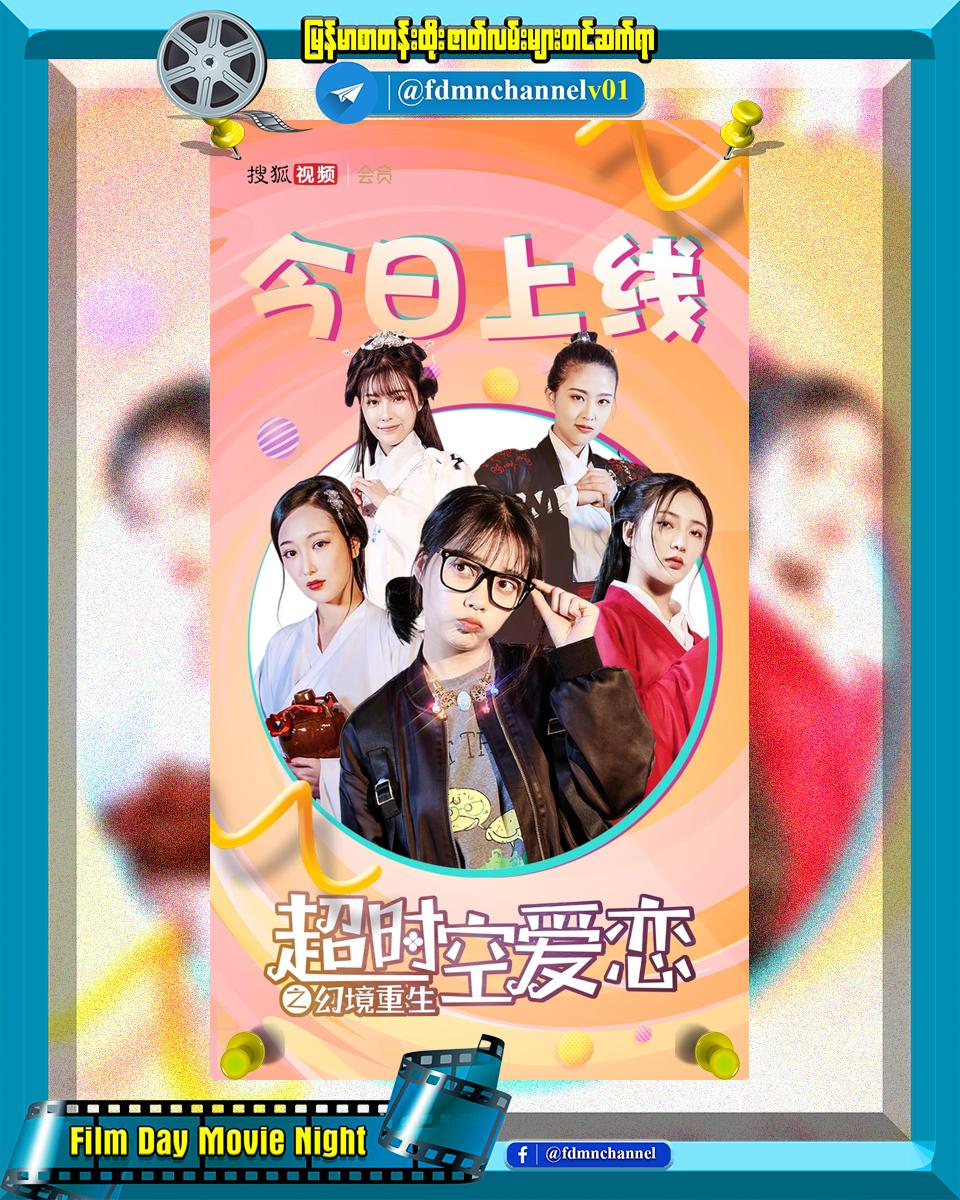 မြန်မာစာတန်းထိုးဇာတ်လမ်းများတင်ဆက်ရာ
@fdmnchannelv01
搜狐视频 | 会员
今日上线
超时空爱恋
之幻境重生
Film Day Movie Night
f | @fdmnchannel